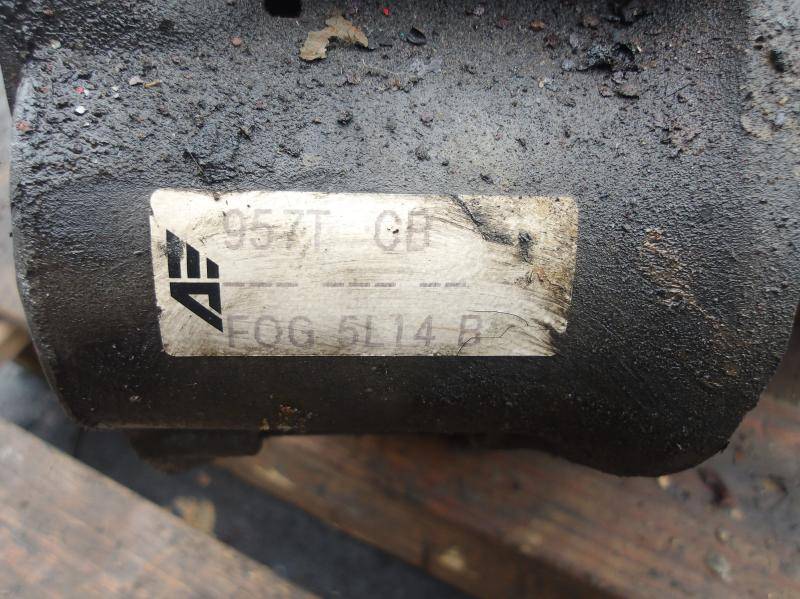 957T CB
--- --- --
FOG 5L14 B